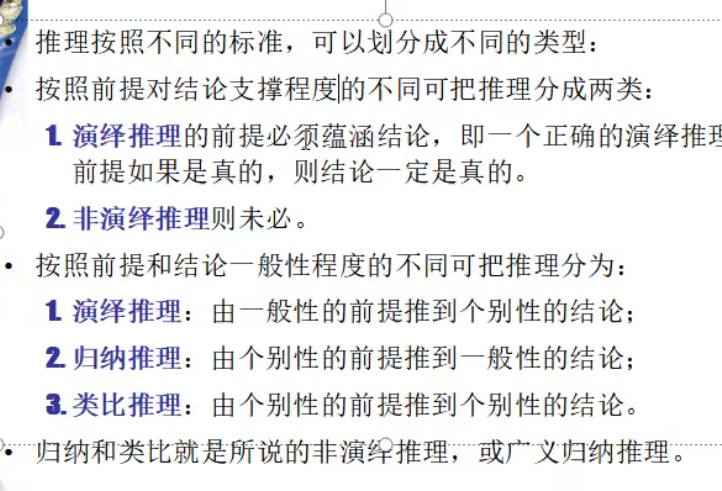 • 推理按照不同的标准，可以划分成不同的类型：
• 按照前提对结论支撑程度的不同可把推理分成两类：
1. 演绎推理的前提必须蕴涵结论，即一个正确的演绎推理
前提如果是真的，则结论一定是真的。
2. 非演绎推理则未必。
• 按照前提和结论一般性程度的不同可把推理分为：
1. 演绎推理：由一般性的前提推到个别性的结论；
2. 归纳推理：由个别性的前提推到一般性的结论；
3. 类比推理：由个别性的前提推到个别性的结论。
• 归纳和类比就是所说的非演绎推理，或广义归纳推理。